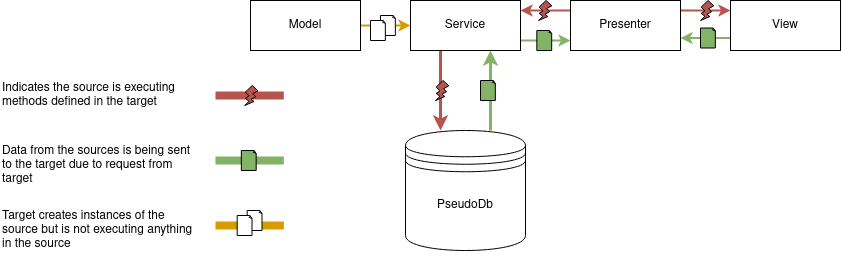 Model
Service
Presenter
View
Indicates the source is executing
methods defined in the target
Data from the sources is being sent
to the target due to request from
target
PseudoDb
Target creates instances of the
source but is not executing anything
in the source